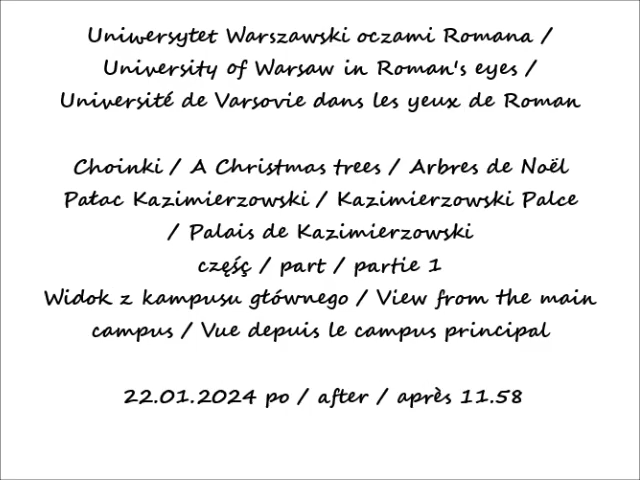 Uniwersytet Warszawski oczami Romana /
University of Warsaw in Roman's eyes /
Université de Varsovie dans les yeux de Roman
Choinki / A Christmas trees / Arbres de Noël
Pałac Kazimierzowski / Kazimierzowski Palce
/ Palais de Kazimierzowski
częśç / part / partie 1
Widok z kampusu głównego / View from the main
campus / Vue depuis le campus principal
22.01.2024 po / after / après 11.58